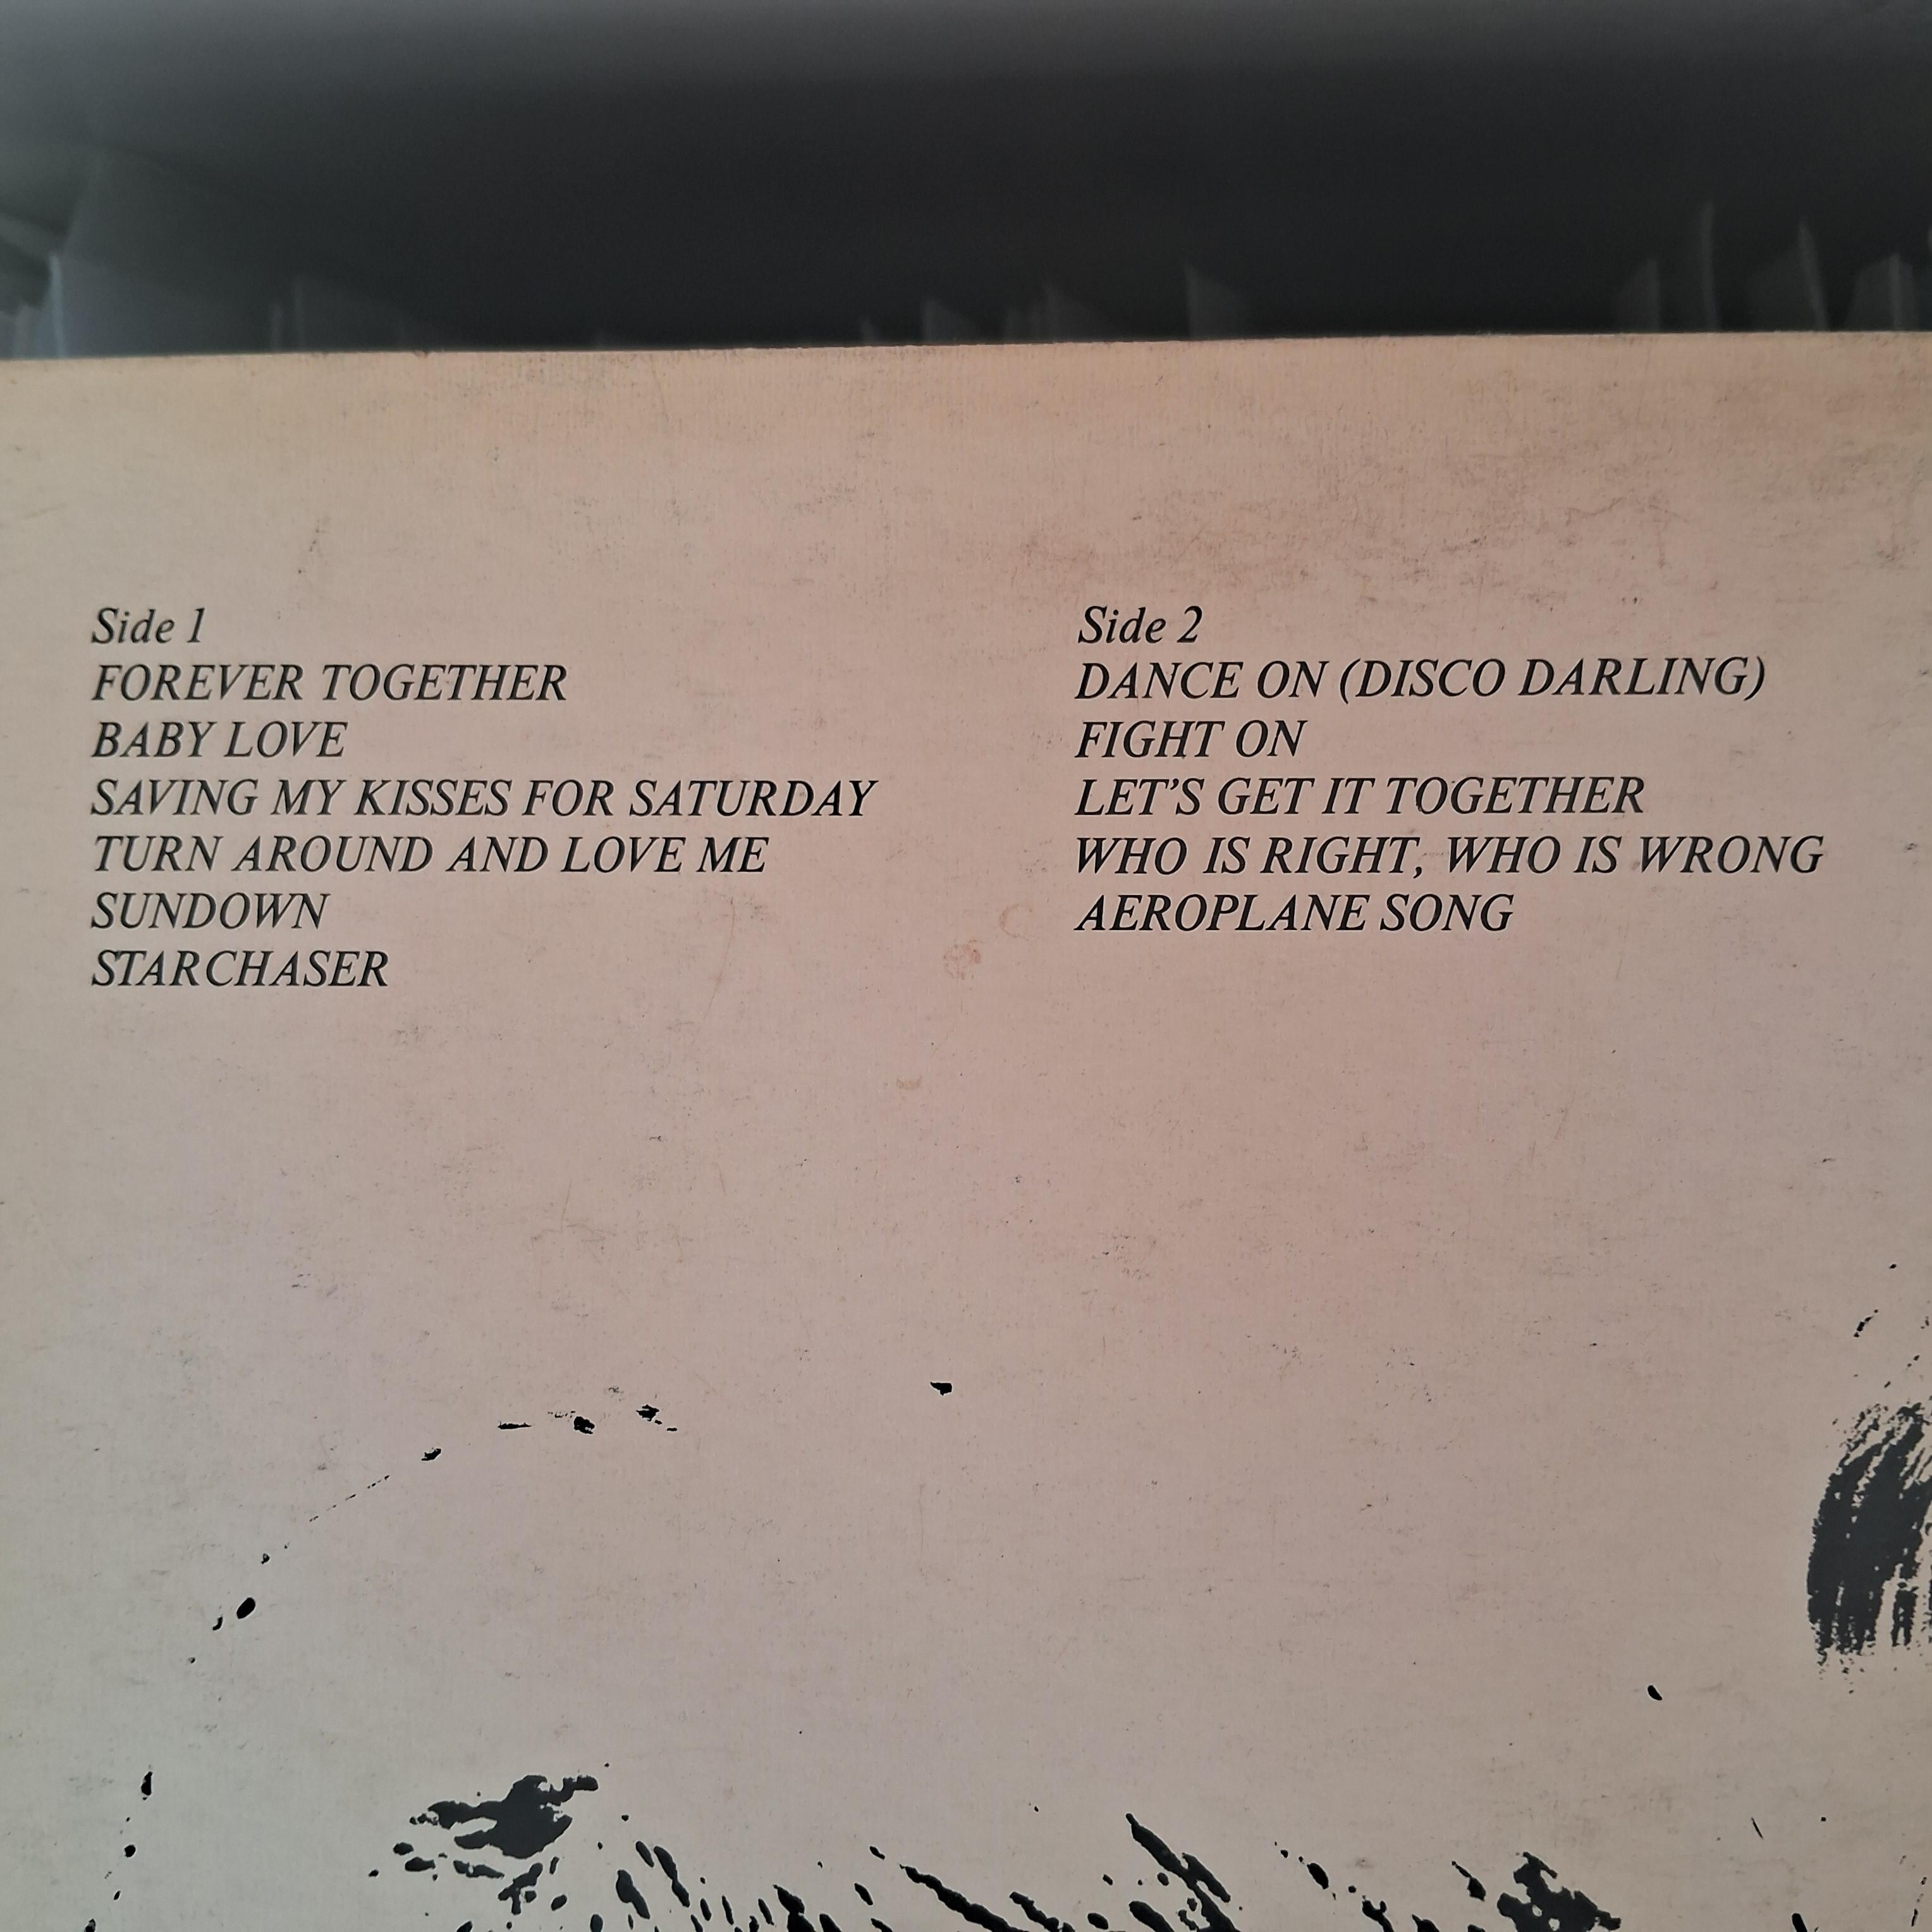 Side 1
FOREVER TOGETHER
BABY LOVE
SAVING MY KISSES FOR SATURDAY
TURN AROUND AND LOVE ME
SUNDOWN
STARCHASER
Side 2
DANCE ON (DISCO DARLING)
FIGHT ON
LET'S GET IT TOGETHER
WHO IS RIGHT, WHO IS WRONG
AEROPLANE SONG